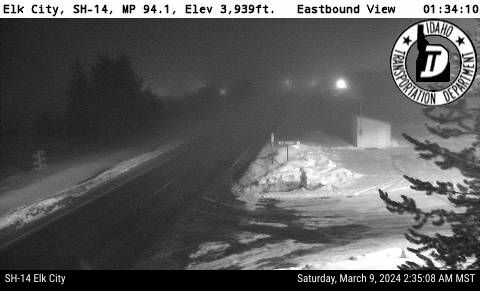 Elk City, SH-14, MP 94.1, Elev 3,939ft. Eastbound View 01:34:10
IDAHO
TRANSPORTATION DEPARTMENT
SH-14 Elk City Saturday, March 9, 2024 2:35:08 AM MST